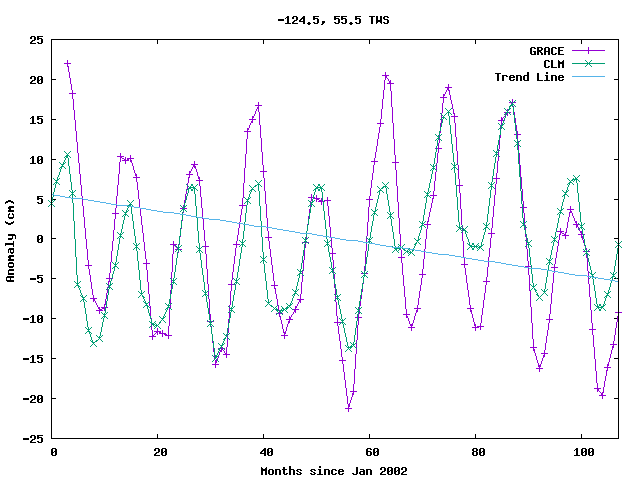 -124.5, 55.5 TWS
GRACE
CLM
Trend Line
Anomaly (cm)
25
20
15
10
5
0
-5
-10
-15
-20
-25
0 20 40 60 80 100
Months since Jan 2002